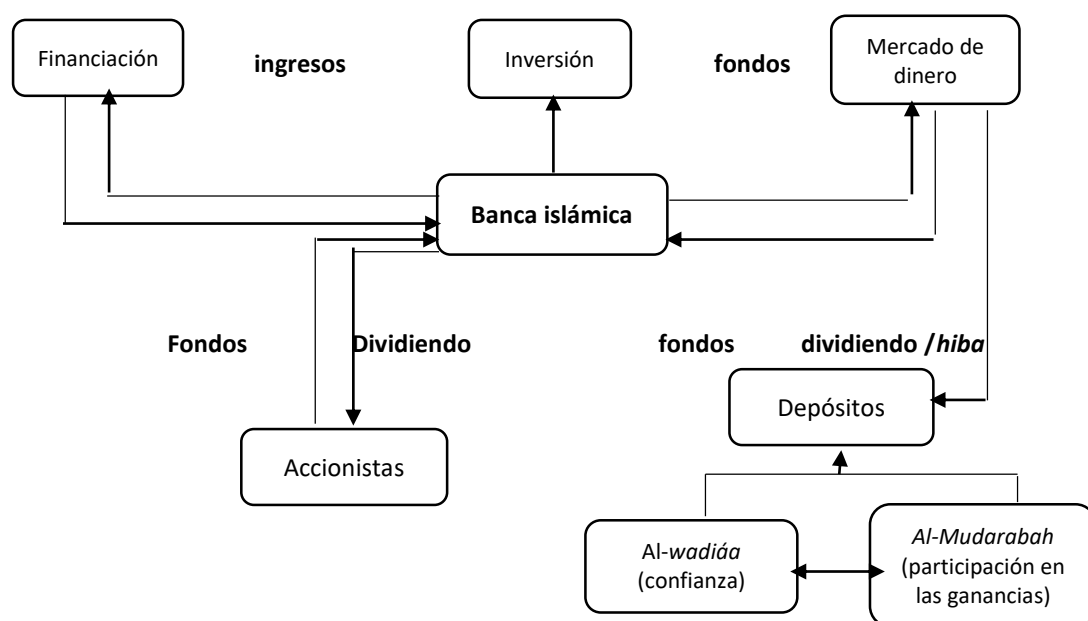 Financiación
ingresos
Inversión
fondos
Mercado de
dinero
Banca islámica
Fondos
Dividendo
fondos
dividiendo /hiba
Depósitos
Accionistas
Al-wadiáa
(confianza)
Al-Mudarabah
(participación en
las ganancias)